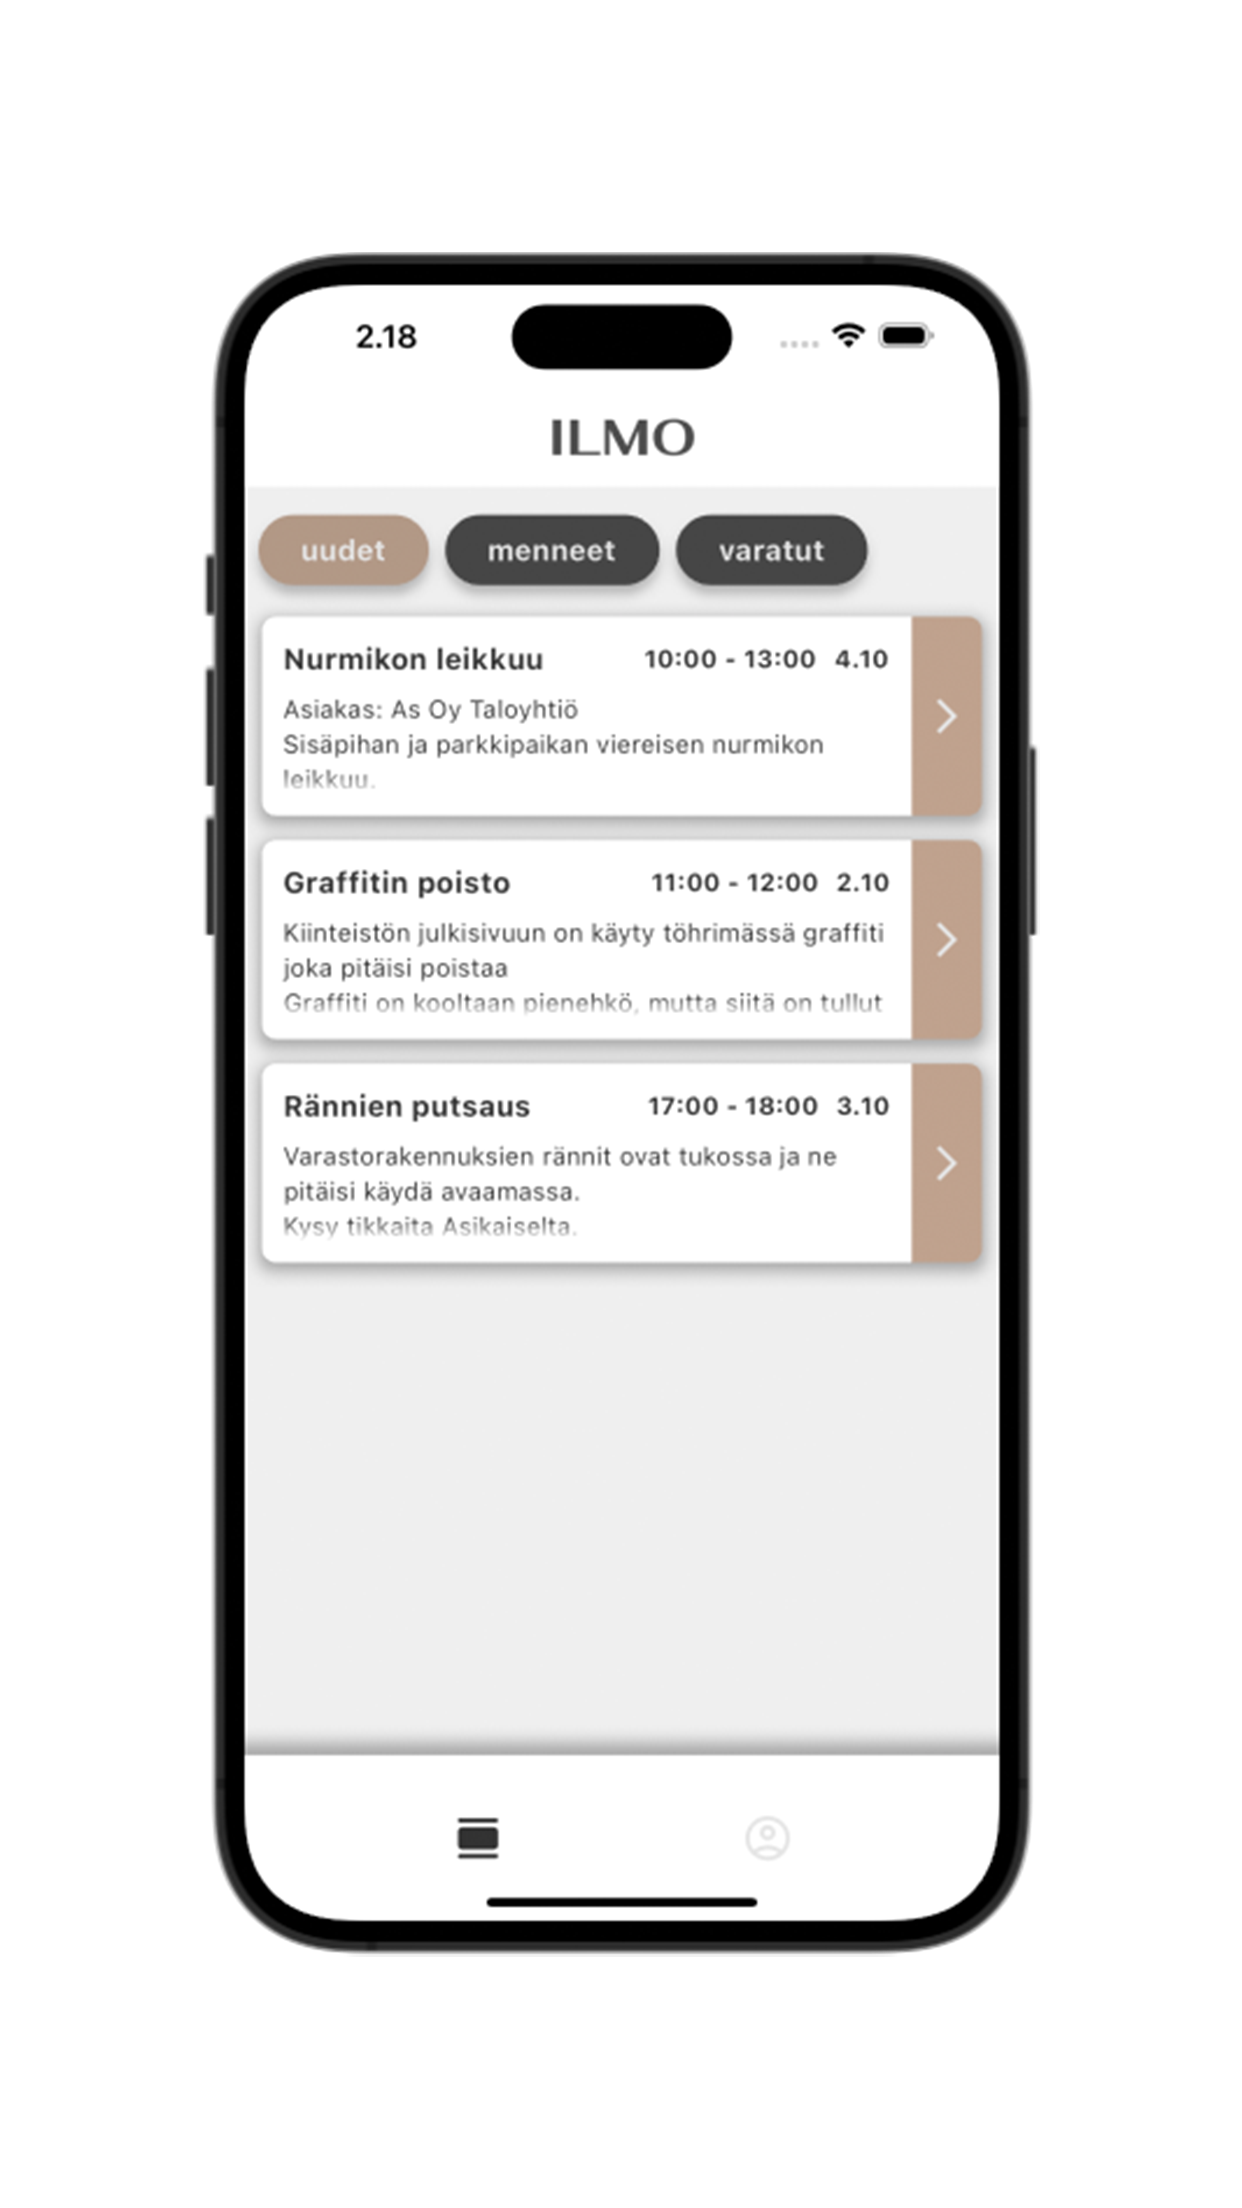 2.18
ILMO
uudet menneet varatut
Nurmikon leikkuu 10:00 - 13:00 4.10
Asiakas: As Oy Taloyhtiö
Sisäpihan ja parkkipaikan viereisen nurmikon
leikkuu.
Graffitin poisto 11:00 - 12:00 2.10
Kiinteistön julkisivuun on käyty töhrimässä graffiti
joka pitäisi poistaa
Graffiti on kooltaan pienehkö, mutta siitä on tullut
Rännien putsaus 17:00 - 18:00 3.10
Varastorakennuksien rännit ovat tukossa ja ne
pitäisi käydä avaamassa.
Kysy tikkaita Asikaiselta.